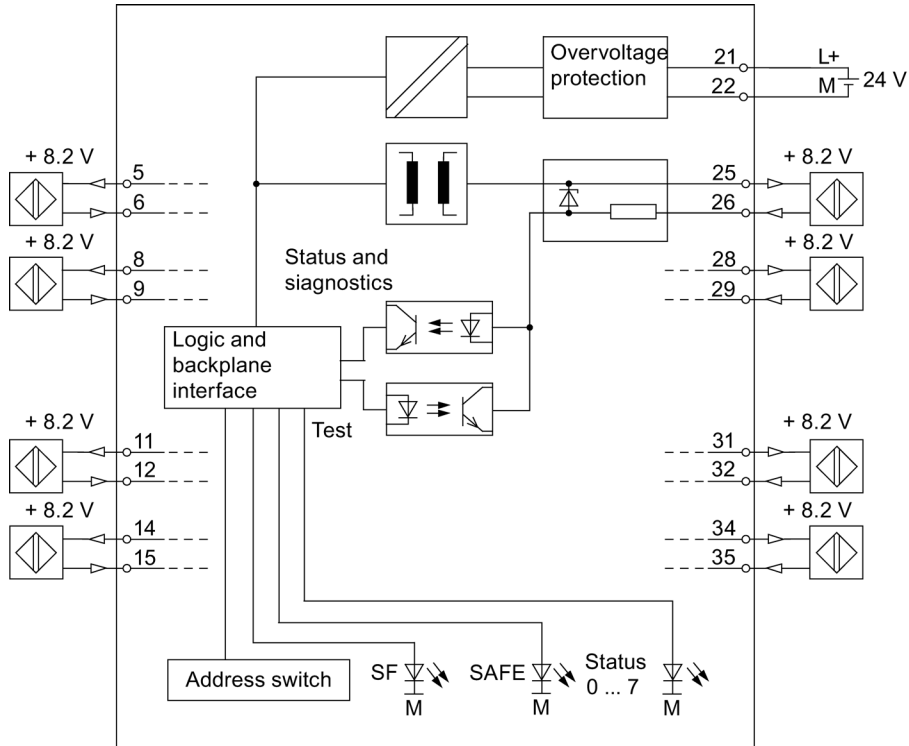 Overvoltage
protection
21
L+
22
M
24 V
+ 8.2 V
5
6
+ 8.2 V
8
9
25
26
+ 8.2 V
+ 8.2 V
28
29
Status and
siagnostics
Logic and
backplane
interface
Test
+ 8.2 V
11
12
+ 8.2 V
14
15
+ 8.2 V
31
32
+ 8.2 V
34
35
Address switch
SF
M
SAFE
M
Status
0 ... 7
M